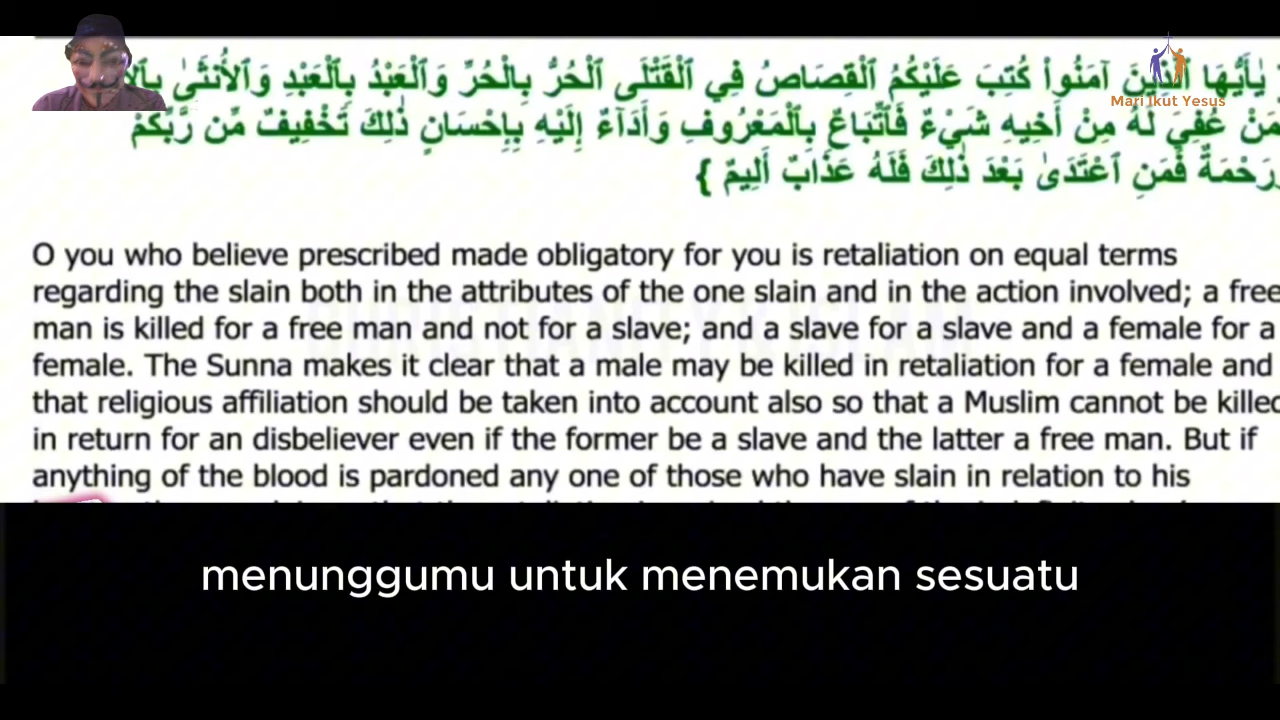 يَٰأَيُّهَا ٱلَّذِينَ آمَنُواْ كُتِبَ عَلَيْكُمُ ٱلْقِصَاصُ فِي ٱلْقَتْلَى ٱلْحُرُّ بِالْحُرِّ وَٱلْعَبْدُ بِٱلْعَبْدِ وَٱلأُنثَىٰ
عُفِيَ لَهُ مِنْ أَخِيهِ شَيْءٌ فَٱتِّبَاعٌ بِٱلْمَعْرُوفِ وَأَدَآءٌ إِلَيْهِ بِإِحْسَانٍ ذٰلِكَ تَخْفِيفٌ مِّن رَّبِّكُمْ
فَمَنِ ٱعْتَدَىٰ بَعْدَ ذٰلِكَ فَلَهُ عَذَابٌ أَلِيمٌ }
Mari Ikut Yesus
O you who believe prescribed made obligatory for you is retaliation on equal terms
regarding the slain both in the attributes of the one slain and in the action involved; a free
man is killed for a free man and not for a slave; and a slave for a slave and a female for a
female. The Sunna makes it clear that a male may be killed in retaliation for a female and
that religious affiliation should be taken into account also so that a Muslim cannot be killed
in return for an disbeliever even if the former be a slave and the latter a free man. But if
anything of the blood is pardoned any one of those who have slain in relation to his
menunggumu untuk menemukan sesuatu